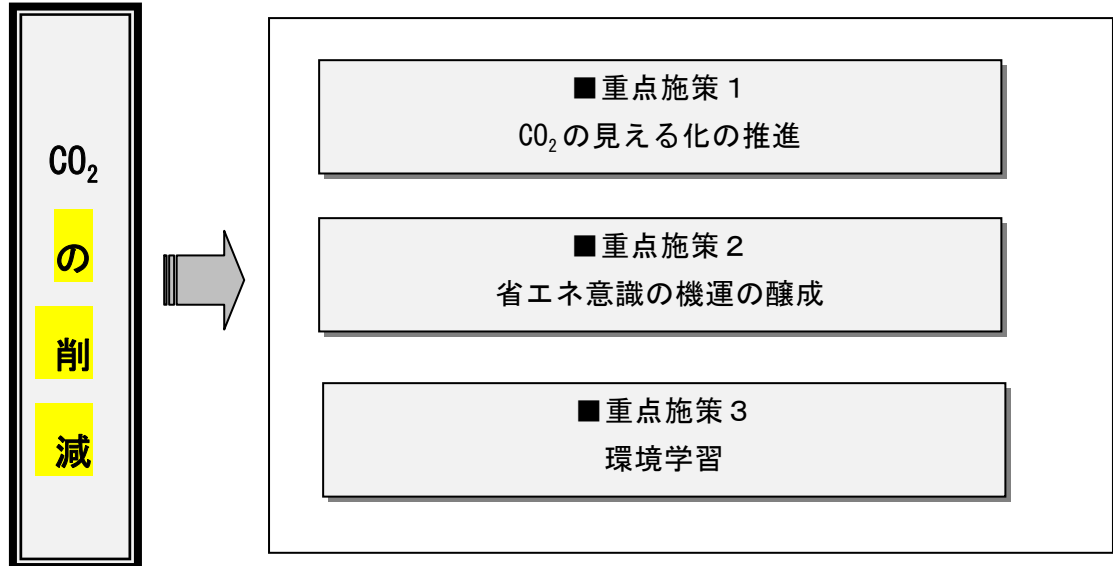 CO₂
の
削
減
■重点施策１
CO₂の見える化の推進
■重点施策２
省エネ意識の機運の醸成
■重点施策３
環境学習